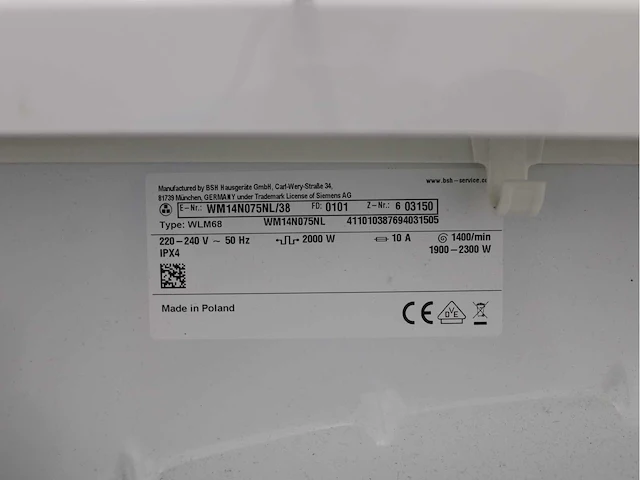 Manufactured by BSH Hausgeräte GmbH, Carl-Wery-Straße 34,
81739 München, GERMANY under Trademark License of Siemens AG
www.bsh-service.co
E-Nr.: WM14N075NL/38 FD: 0101 Z-Nr.: 6 03150
Type: WLM68 WM14N075NL 411010387694031505
220-240 V ~ 50 Hz 2000 W 10 A 1400/min
IPX4 1900-2300 W
Made in Poland
CE DVE